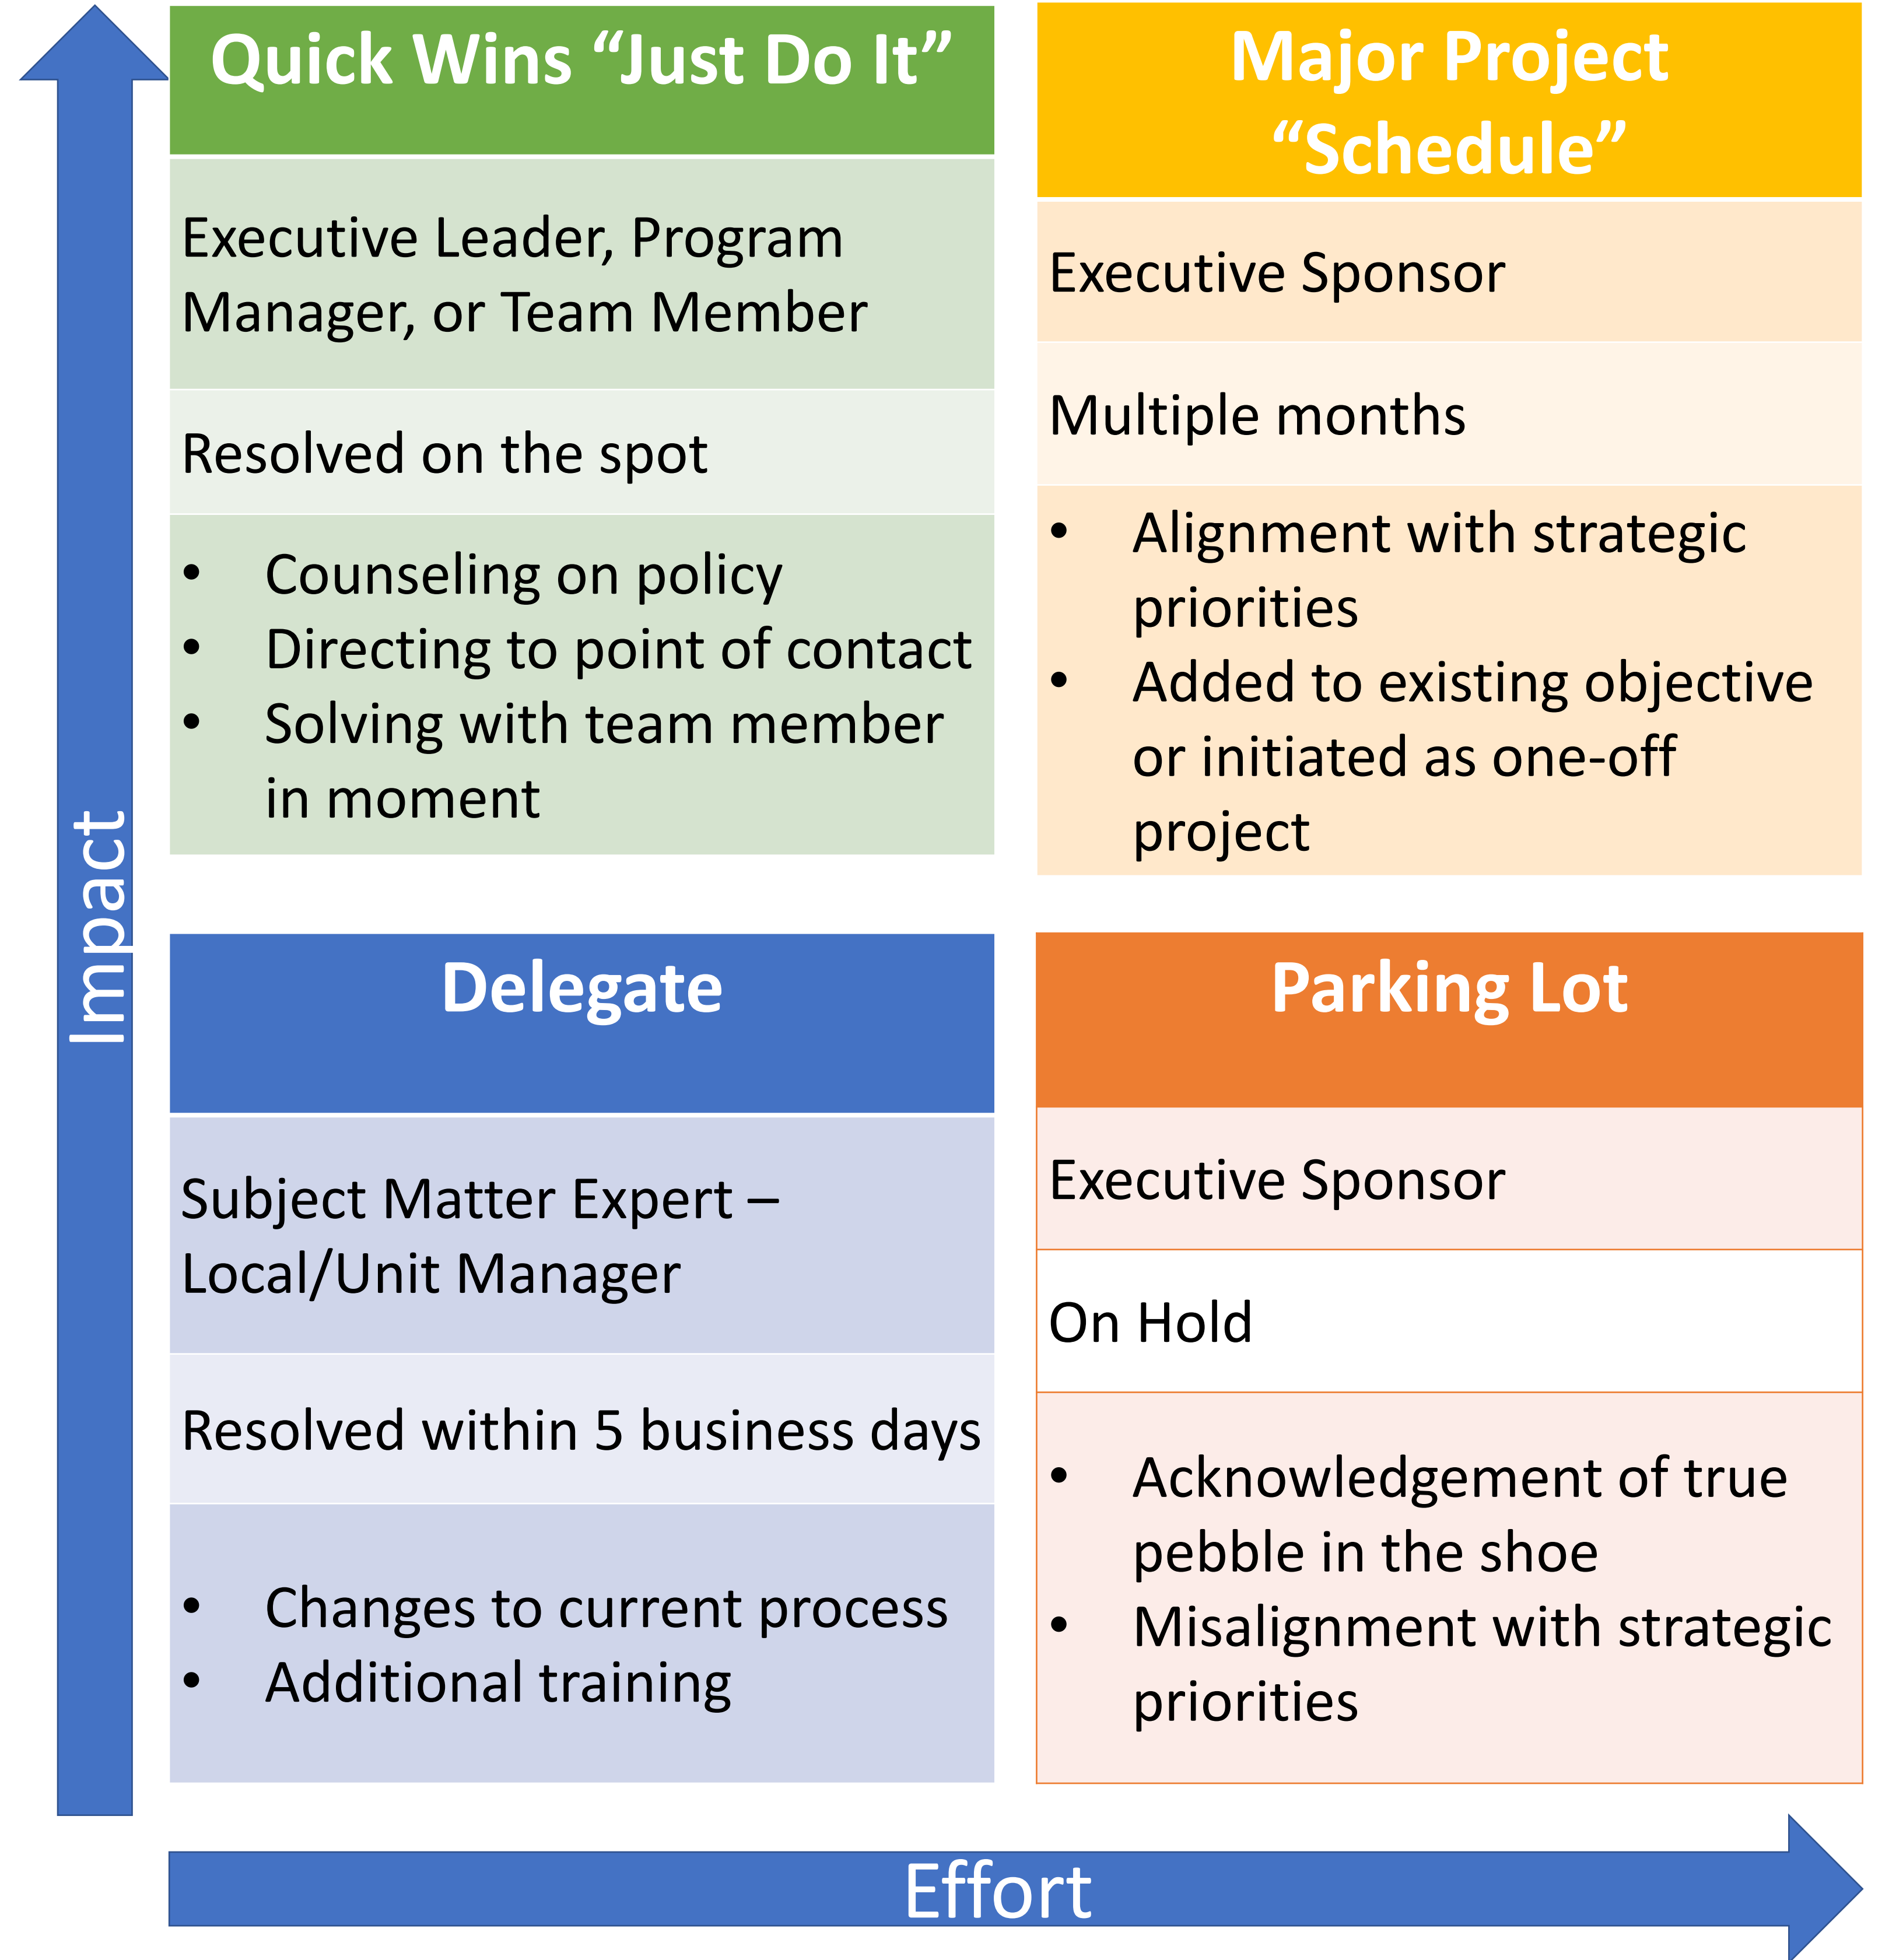 Quick Wins “Just Do It”
Executive Leader, Program
Manager, or Team Member
Resolved on the spot
• Counseling on policy
• Directing to point of contact
• Solving with team member
in moment
Major Project
“Schedule”
Executive Sponsor
Multiple months
• Alignment with strategic
priorities
• Added to existing objective
or initiated as one-off
project
Impact
Delegate
Subject Matter Expert –
Local/Unit Manager
Resolved within 5 business days
• Changes to current process
• Additional training
Parking Lot
Executive Sponsor
On Hold
• Acknowledgement of true
pebble in the shoe
• Misalignment with strategic
priorities
Effort